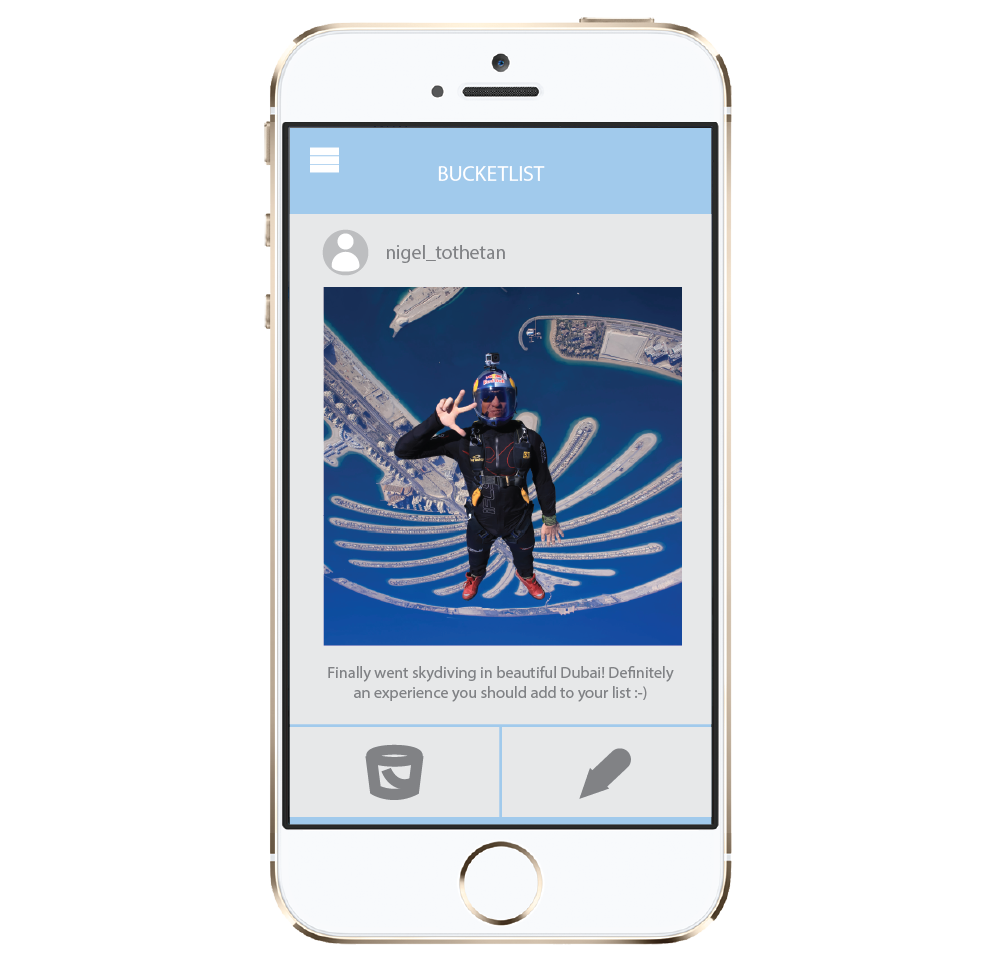 BUCKETLIST
nigel_tothetan
Finally went skydiving in beautiful Dubai! Definitely
an experience you should add to your list :-)